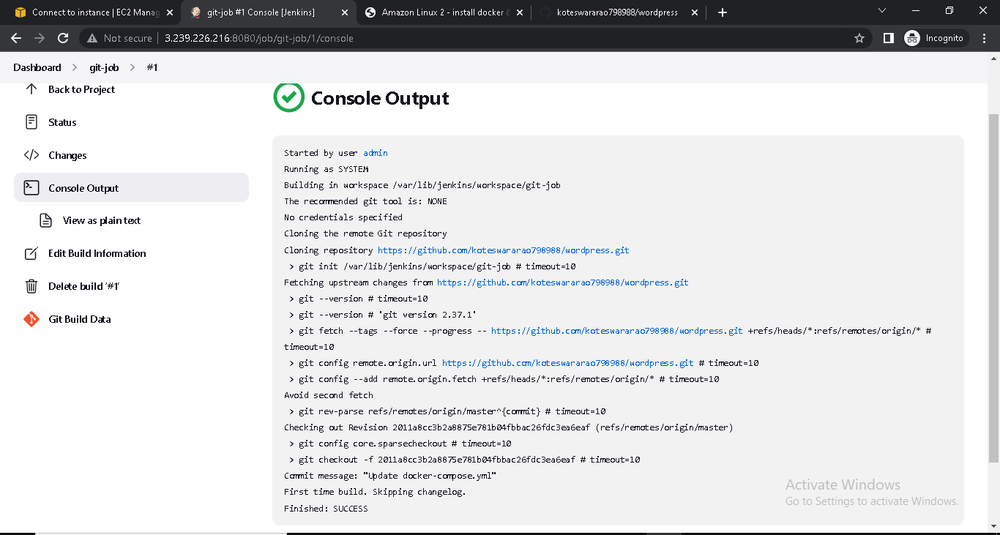 Connect to instance | EC2 Manag
git-job #1 Console [Jenkins]
Amazon Linux 2 - install docker &
koteswararao798988/wordpress
Not secure
3.239.226.216:8080/job/git-job/1/console
Incognito
Dashboard
git-job
#1
Back to Project
Status
Changes
Console Output
View as plain text
Edit Build Information
Delete build ‘#1’
Git Build Data
Console Output
Started by user admin
Running as SYSTEM
Building in workspace /var/lib/jenkins/workspace/git-job
The recommended git tool is: NONE
No credentials specified
Cloning the remote Git repository
Cloning repository https://github.com/koteswararao798988/wordpress.git
> git init /var/lib/jenkins/workspace/git-job # timeout=10
Fetching upstream changes from https://github.com/koteswararao798988/wordpress.git
> git --version # timeout=10
> git --version # 'git version 2.37.1'
> git fetch --tags --force --progress -- https://github.com/koteswararao798988/wordpress.git +refs/heads/*:refs/remotes/origin/* #
timeout=10
> git config remote.origin.url https://github.com/koteswararao798988/wordpress.git # timeout=10
> git config --add remote.origin.fetch +refs/heads/*:refs/remotes/origin/* # timeout=10
Avoid second fetch
> git rev-parse refs/remotes/origin/master^{commit} # timeout=10
Checking out Revision 2011a8cc3b2a8875e781b04fbbac26fdc3ea6eaf (refs/remotes/origin/master)
> git config core.sparsecheckout # timeout=10
> git checkout -f 2011a8cc3b2a8875e781b04fbbac26fdc3ea6eaf # timeout=10
Commit message: "Update docker-compose.yml"
First time build. Skipping changelog.
Finished: SUCCESS
Activate Windows
Go to Settings to activate Windows.